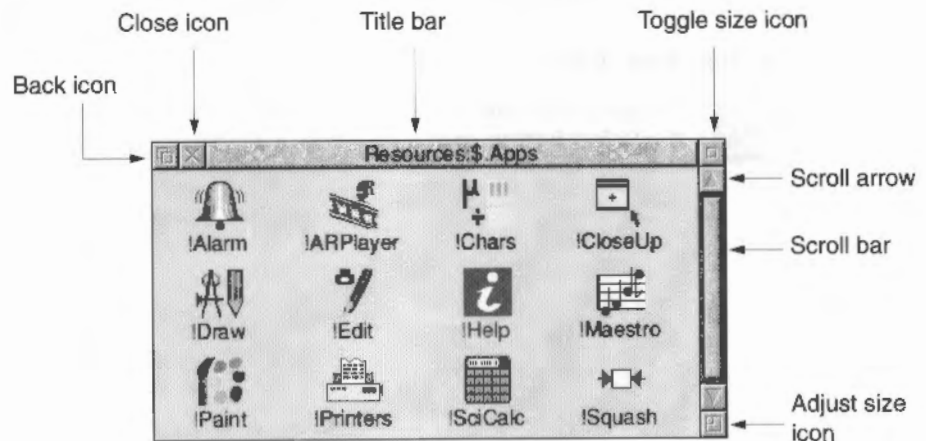 Close icon
Title bar
Toggle size icon
Back icon
Resources:$.Apps
Scroll arrow
!Alarm
!ARPlayer
!Chars
!CloseUp
Scroll bar
!Draw
!Edit
!Help
!Maestro
!Paint
!Printers
!SciCalc
!Squash
Adjust size
icon